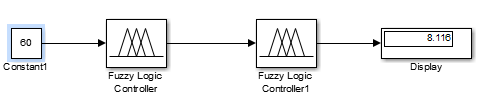 60
8.116
Constant1
Fuzzy Logic
Controller
Fuzzy Logic
Controller1
Display